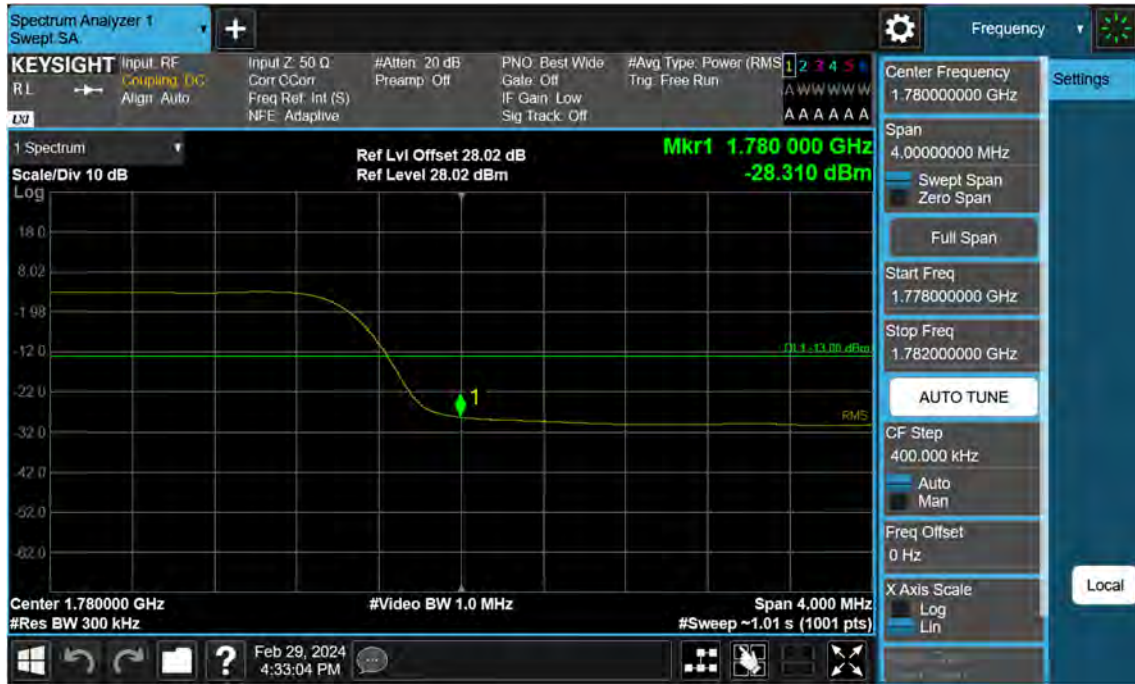 Spectrum Analyzer 1
Swept SA
Frequency
KEYSIGHT
R L
LXI
Input: RF
Coupling: DC
Align: Auto
Input Z: 50 Ω
Corr CCorr
Freq Ref: Int (S)
NFE: Adaptive
#Atten: 20 dB
Preamp: Off
PNO: Best Wide
Gate: Off
IF Gain: Low
Sig Track: Off
#Avg Type: Power (RMS
Trig: Free Run
1 2 3 4 5 6
A W W W W W
A A A A A A
1 Spectrum
Scale/Div 10 dB
Ref Lvl Offset 28.02 dB
Ref Level 28.02 dBm
Mkr1 1.780 000 GHz
-28.310 dBm
Log
18.0
8.02
-1.98
-12.0
-22.0
-32.0
-42.0
-52.0
-62.0
DL1 -13.00 dBm
1
RMS
Center 1.780000 GHz
#Res BW 300 kHz
#Video BW 1.0 MHz
Span 4.000 MHz
#Sweep ~1.01 s (1001 pts)
Center Frequency
1.780000000 GHz
Settings
Span
4.00000000 MHz
Swept Span
Zero Span
Full Span
Start Freq
1.778000000 GHz
Stop Freq
1.782000000 GHz
AUTO TUNE
CF Step
400.000 kHz
Auto
Man
Freq Offset
0 Hz
X Axis Scale
Log
Lin
Local
?
Feb 29, 2024
4:33:04 PM